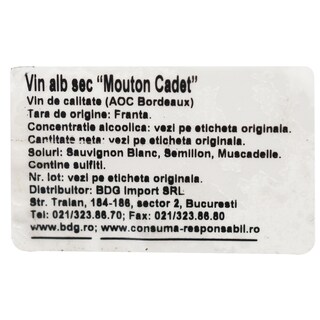 Vin alb sec "Mouton Cadet"
Vin de calitate (AOC Bordeaux)
Tara de origine: Franta.
Concentratie alcoolica: vezi pe eticheta originala.
Cantitate neta: vezi pe eticheta originala.
Soiuri: Sauvignon Blanc, Semillon, Muscadelle.
Contine sulfiti.
Nr. lot: vezi pe eticheta originala.
Distribuitor: BDG Import SRL
Str. Traian, 184-186, sector 2, Bucuresti
Tel: 021/323.86.70; Fax: 021/323.86.80
www.bdg.ro; www.consuma-responsabil.ro